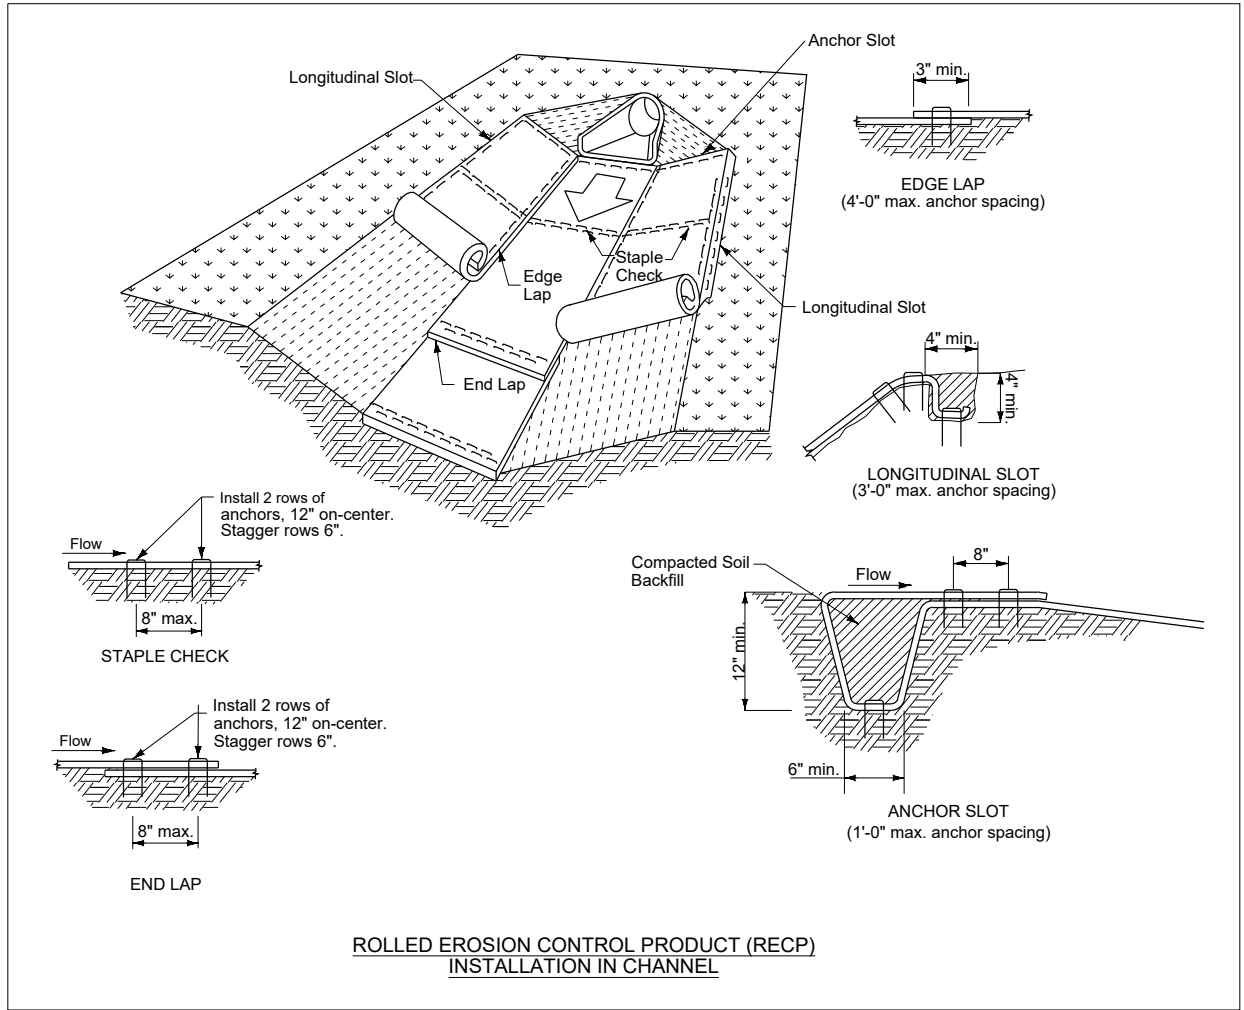 Anchor Slot
Longitudinal Slot
3" min.
EDGE LAP
(4'-0" max. anchor spacing)
Edge
Lap
Staple
Check
Longitudinal Slot
End Lap
4" min.
4"
min.
LONGITUDINAL SLOT
(3'-0" max. anchor spacing)
Install 2 rows of
anchors, 12" on-center.
Stagger rows 6".
Flow
8" max.
STAPLE CHECK
Compacted Soil
Backfill
Flow
8"
12" min.
6" min.
ANCHOR SLOT
(1'-0" max. anchor spacing)
Install 2 rows of
anchors, 12" on-center.
Stagger rows 6".
Flow
8" max.
END LAP
ROLLED EROSION CONTROL PRODUCT (RECP)
INSTALLATION IN CHANNEL